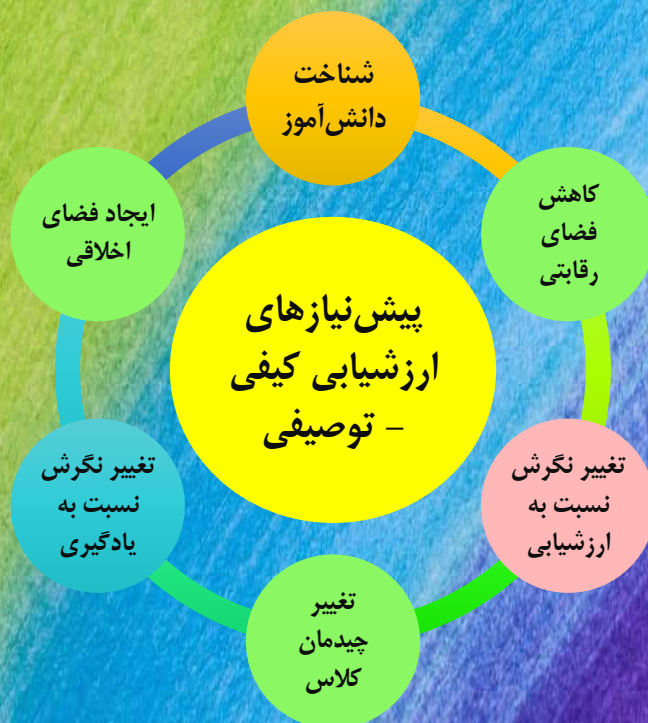 شناخت
دانش‌آموز
کاهش
فضای
رقابتی
تغییر نگرش
نسبت به
ارزشیابی
تغییر
چیدمان
کلاس
تغییر نگرش
نسبت به
یادگیری
ایجاد فضای
اخلاقی
پیش‌نیازهای
ارزشیابی کیفی
– توصیفی